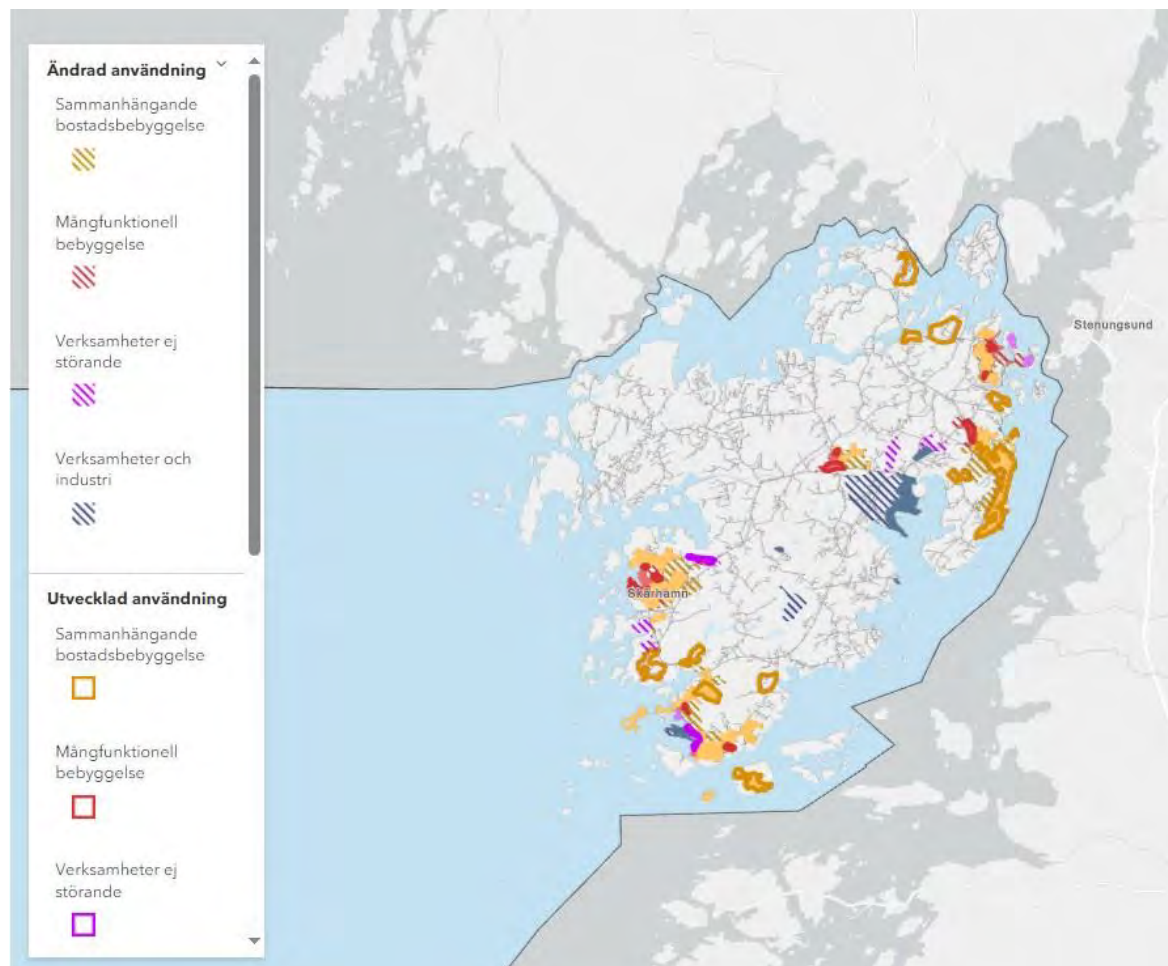 Ändrad användning
Sammanhängande
bostadsbebyggelse
Mångfunktionell
bebyggelse
Verksamheter ej
störande
Verksamheter och
industri
Utvecklad användning
Sammanhängande
bostadsbebyggelse
Mångfunktionell
bebyggelse
Verksamheter ej
störande
Stenungsund
Skärhamn